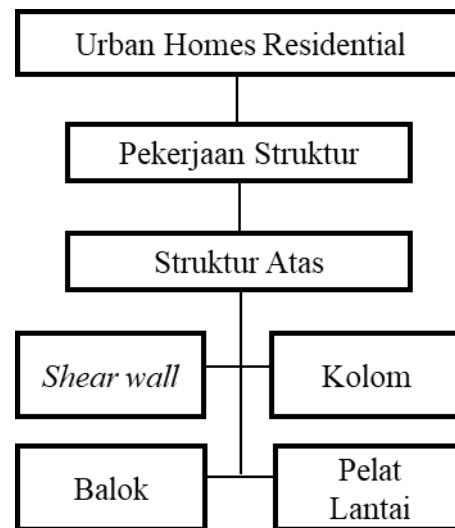 Urban Homes Residential
Pekerjaan Struktur
Struktur Atas
Shear wall
Kolom
Balok
Pelat
Lantai